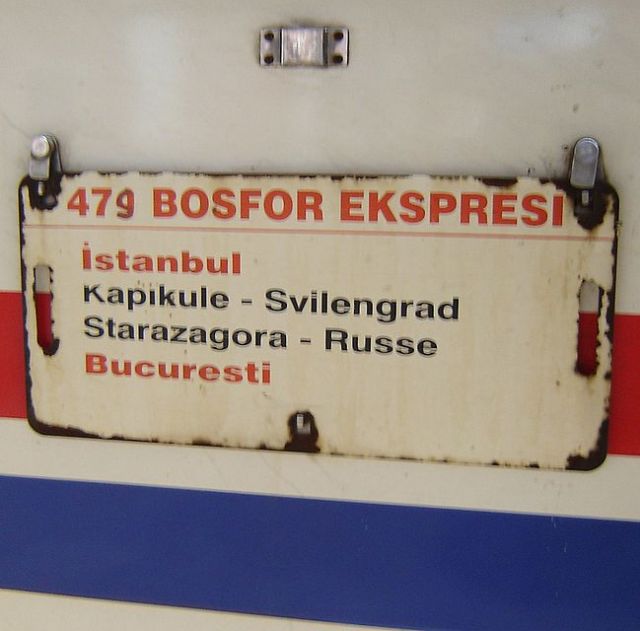 479 BOSFOR EKSPRESI
İstanbul
Kapikule - Svilengrad
Starazagora - Russe
Bucuresti